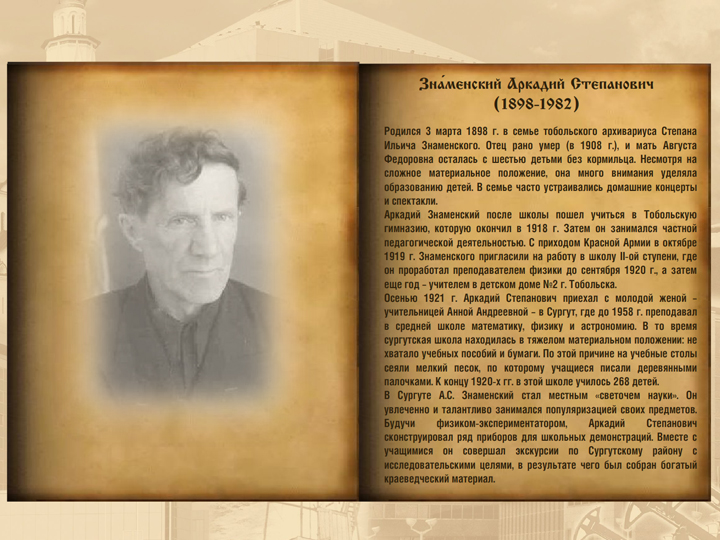 Зна́менский Аркадий Степанович
(1898-1982)
Родился 3 марта 1898 г. в семье тобольского архивариуса Степана
Ильича Знаменского. Отец рано умер (в 1908 г.), и мать Августа
Федоровна осталась с шестью детьми без кормильца. Несмотря на
сложное материальное положение, она много внимания уделяла
образованию детей. В семье часто устраивались домашние концерты
и спектакли.
Аркадий Знаменский после школы пошел учиться в Тобольскую
гимназию, которую окончил в 1918 г. Затем он занимался частной
педагогической деятельностью. С приходом Красной Армии в октябре
1919 г. Знаменского пригласили на работу в школу II-ой ступени, где
он проработал преподавателем физики до сентября 1920 г., а затем
еще год – учителем в детском доме №2 г. Тобольска.
Осенью 1921 г. Аркадий Степанович приехал с молодой женой –
учительницей Анной Андреевной – в Сургут, где до 1958 г. преподавал
в средней школе математику, физику и астрономию. В то время
сургутская школа находилась в тяжелом материальном положении: не
хватало учебных пособий и бумаги. По этой причине на учебные столы
сеяли мелкий песок, по которому учащиеся писали деревянными
палочками. К концу 1920-х гг. в этой школе училось 268 детей.
В Сургуте А.С. Знаменский стал местным «светочем науки». Он
увлеченно и талантливо занимался популяризацией своих предметов.
Будучи физиком-экспериментатором, Аркадий Степанович
сконструировал ряд приборов для школьных демонстраций. Вместе с
учащимися он совершал экскурсии по Сургутскому району с
исследовательскими целями, в результате чего был собран богатый
краеведческий материал.